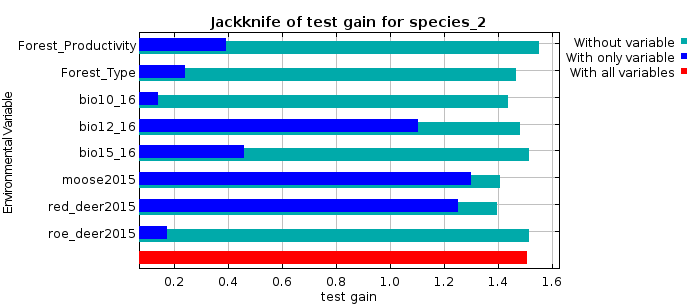 Jackknife of test gain for species_2
Environmental Variable
Forest_Productivity
Forest_Type
bio10_16
bio12_16
bio15_16
moose2015
red_deer2015
roe_deer2015
0.2 0.4 0.6 0.8 1.0 1.2 1.4 1.6
test gain
Without variable
With only variable
With all variables